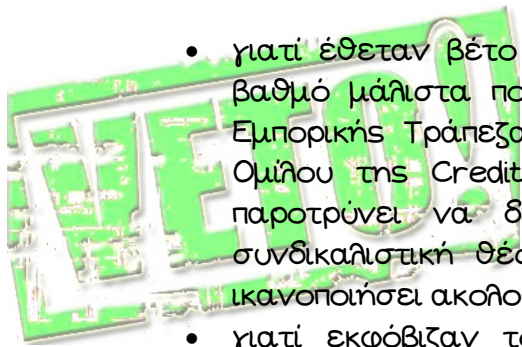 VETO!
• γιατί έθεταν βέτο
βαθμό μάλιστα πο
Εμπορικής Τράπεζα
Ομίλου της Credit
παροτρύνει να δ
συνδικαλιστική θέσ
ικανοποιήσει ακολο
• γιατί εκφόβιζαν τ